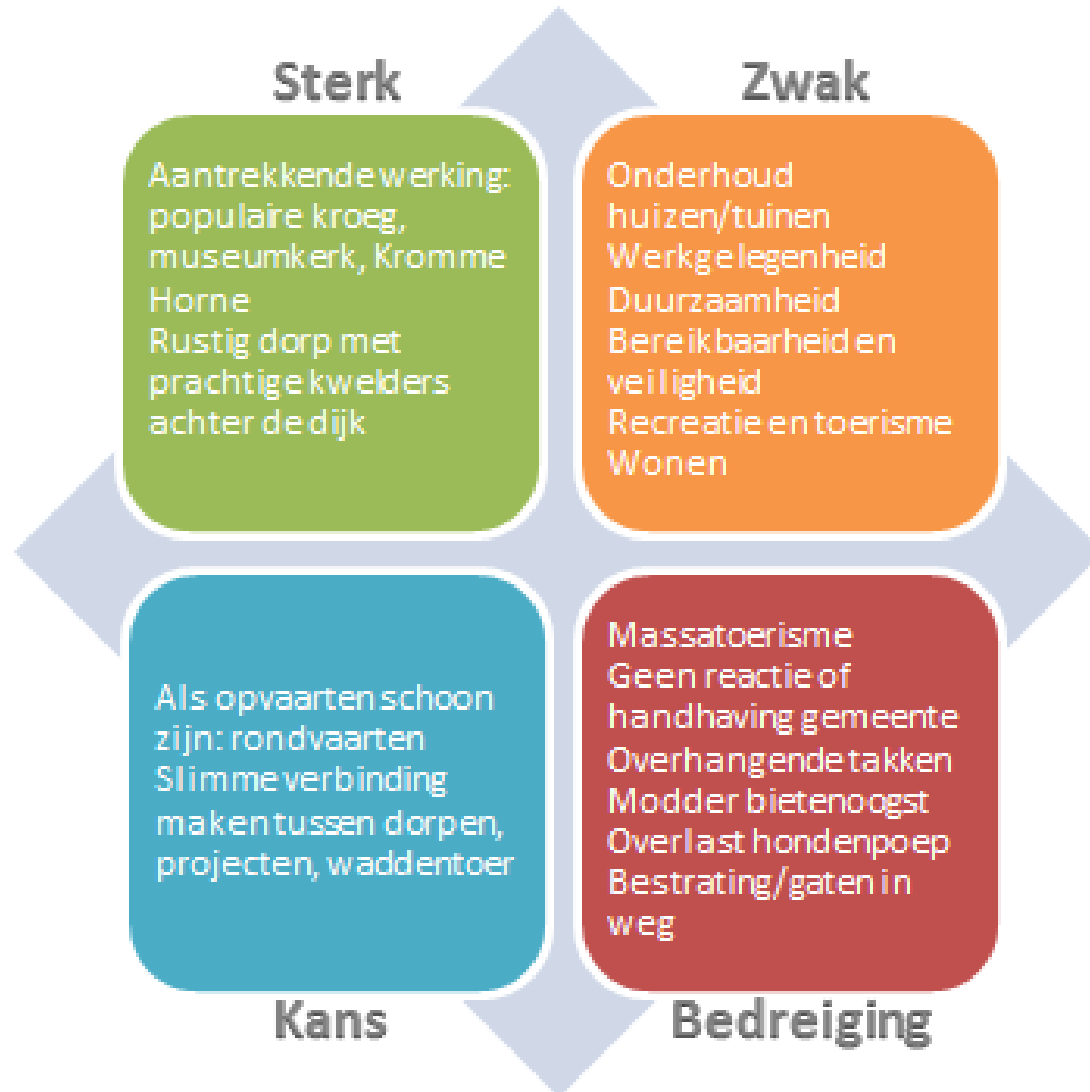 Sterk
Aantrekkende werking:
populaire kroeg,
museumkerk, Kromme
Horne
Rustig dorp met
prachtige kwelders
achter de dijk
Zwak
Onderhoud
huizen/tuinen
Werkgelegenheid
Duurzaamheid
Bereikbaarheid en
veiligheid
Recreatie en toerisme
Wonen
Als opvaarten schoon
zijn: rondvaarten
Slimme verbinding
maken tussen dorpen,
projecten, waddentoer
Kans
Massatoerisme
Geen reactie of
handhaving gemeente
Overhangende takken
Modder bietenoogst
Overlast hondenpoep
Bestrating/gaten in
weg
Bedreiging